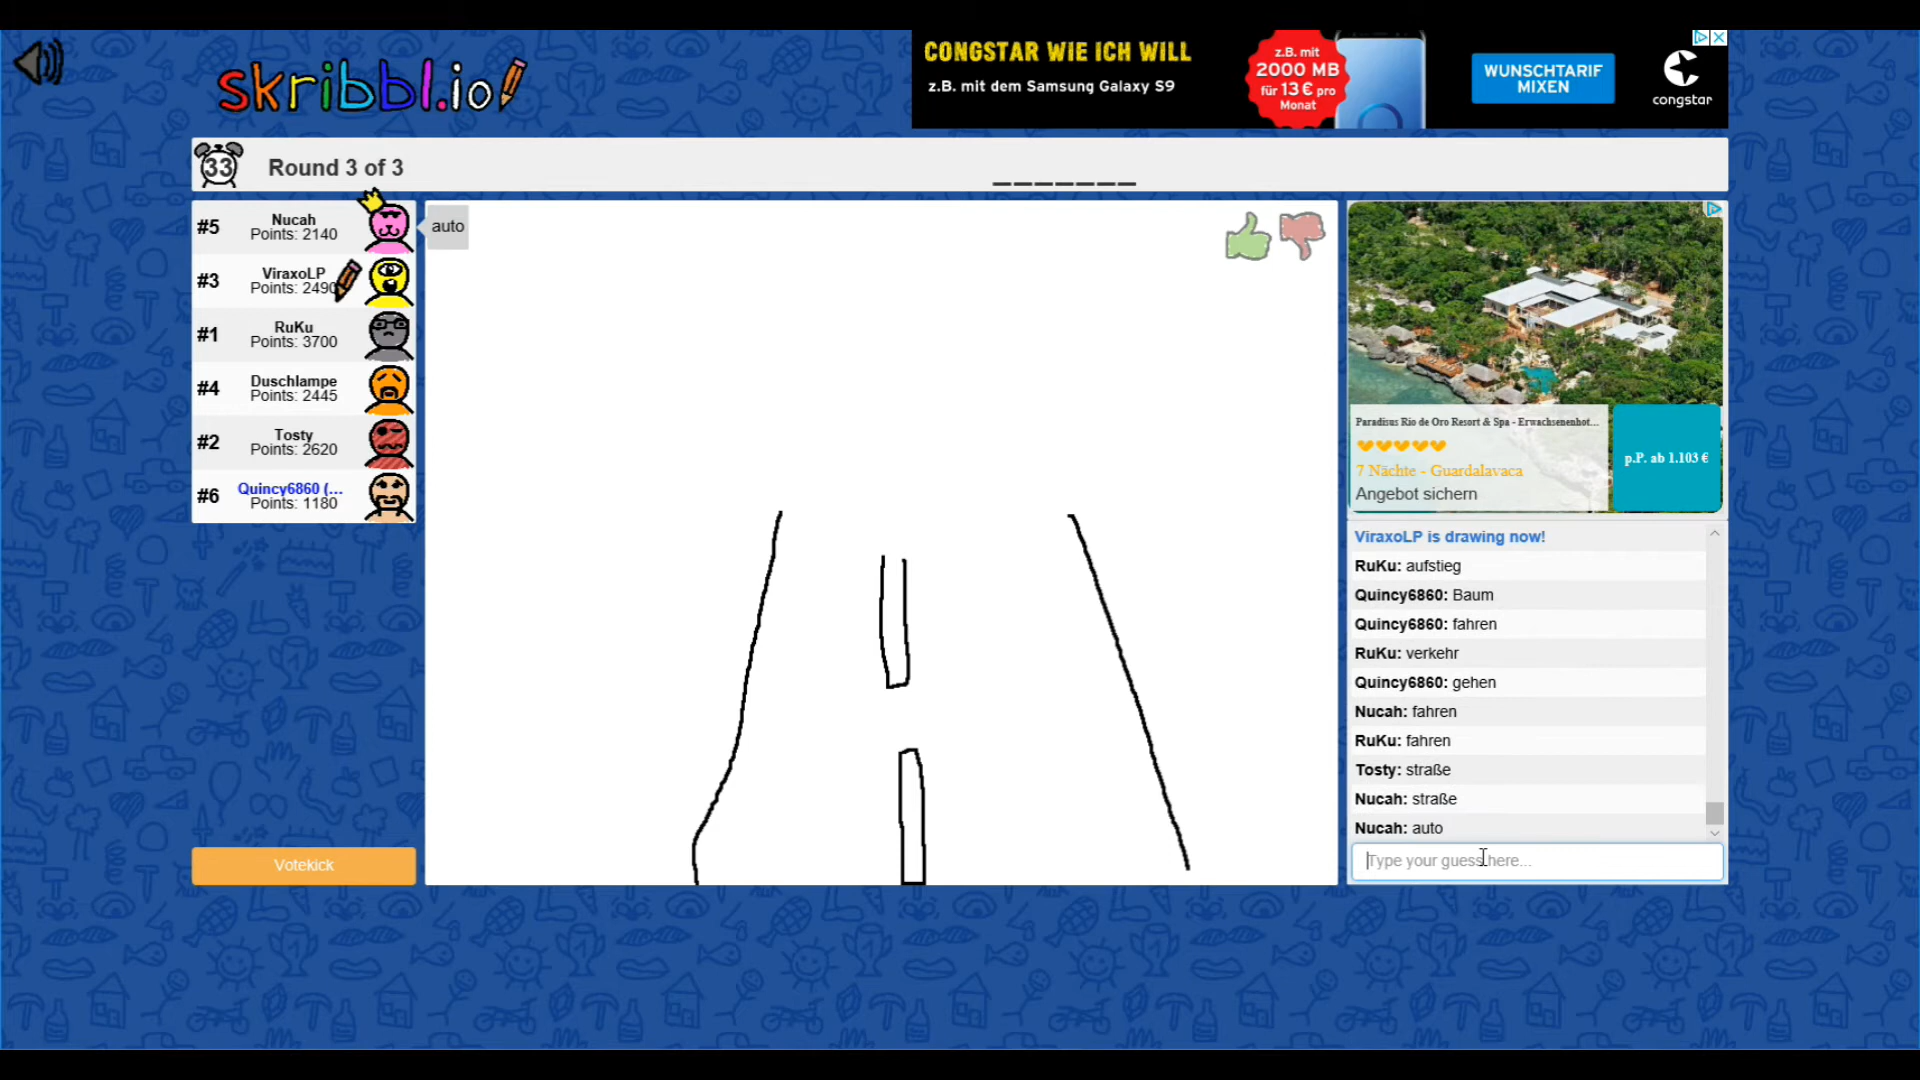 CONGSTAR WIE ICH WILL
z.B. mit dem Samsung Galaxy S9
z.B. mit
2000 MB
für 13 € pro
Monat
WUNSCHTARIF
MIXEN
congstar
skribbl.io
33
Round 3 of 3
_______
#5
Nucah
Points: 2140
auto
#3
ViraxoLP
Points: 2490
#1
RuKu
Points: 3700
#4
Duschlampe
Points: 2445
#2
Tosty
Points: 2620
#6
Quincy6860 (...
Points: 1180
Votekick
Paradisus Rio de Oro Resort & Spa - Erwachsenenhot...
7 Nächte - Guardalavaca
Angebot sichern
p.P. ab 1.103 €
ViraxoLP is drawing now!
RuKu: aufstieg
Quincy6860: Baum
Quincy6860: fahren
RuKu: verkehr
Quincy6860: gehen
Nucah: fahren
RuKu: fahren
Tosty: straße
Nucah: straße
Nucah: auto
Type your guess here...